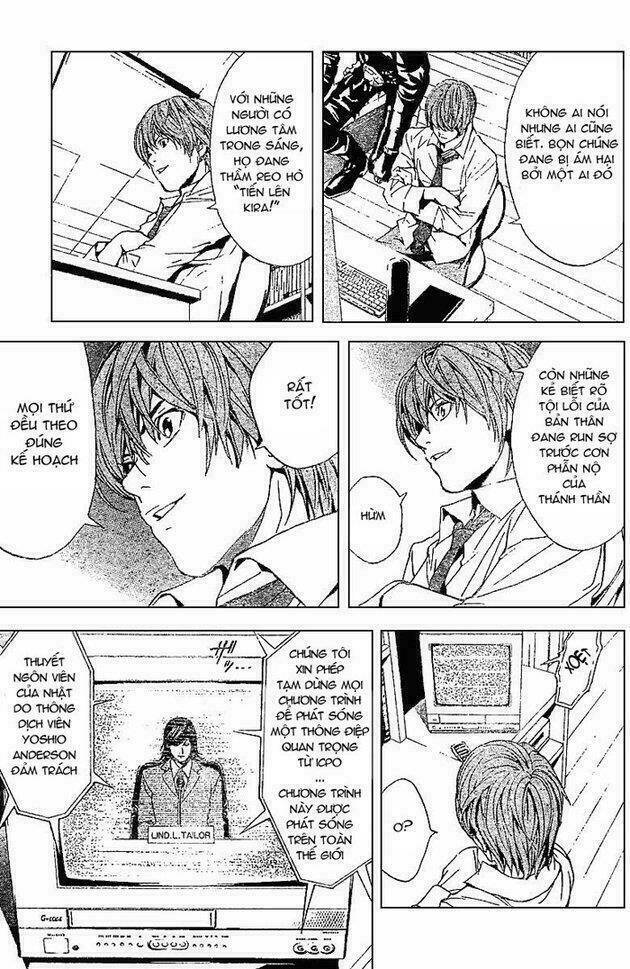 KHÔNG AI NÓI
NHƯNG AI CŨNG
BIẾT. BỌN CHÚNG
ĐANG BỊ ÁM HẠI
BỞI MỘT AI ĐÓ
VỚI NHỮNG
NGƯỜI CÓ
LƯƠNG TÂM
TRONG SÁNG,
HỌ ĐANG
THẦM REO HÒ
"TIẾN LÊN
KIRA!"
CÒN NHỮNG
KẺ BIẾT RÕ
TỘI LỖI CỦA
BẢN THÂN
ĐANG RUN SỢ
TRƯỚC CƠN
PHẪN NỘ
CỦA
THÁNH THẦN
HỪM
RẤT
TỐT!
MỌI THỨ
ĐỀU THEO
ĐÚNG
KẾ HOẠCH
XOẸT
O?
CHÚNG TÔI
XIN PHÉP
TẠM DỪNG MỌI
CHƯƠNG TRÌNH
ĐỂ PHÁT SÓNG
MỘT THÔNG ĐIỆP
QUAN TRỌNG
TỪ ICPO
...
CHƯƠNG TRÌNH
NÀY ĐƯỢC
PHÁT SÓNG
TRÊN TOÀN
THẾ GIỚI
THUYẾT
NGÔN VIÊN
CỦA NHẬT
DO THÔNG
DỊCH VIÊN
YOSHIO
ANDERSON
ĐẢM TRÁCH
LIND.L.TAILOR